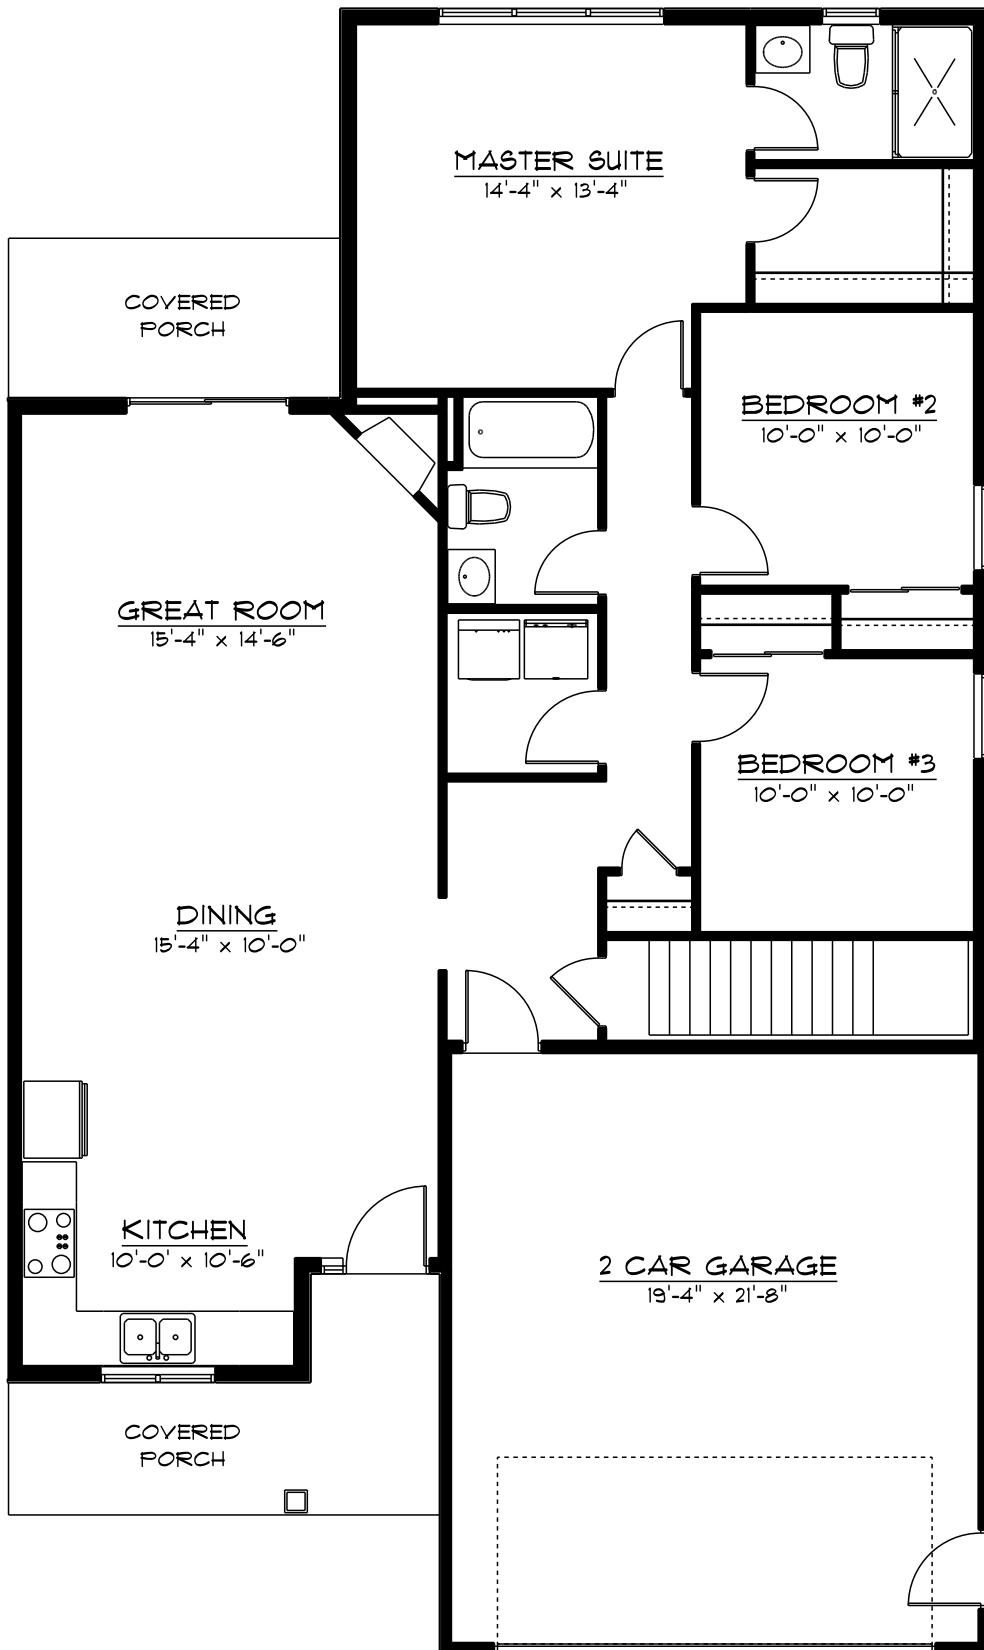 MASTER SUITE
14'-4" x 13'-4"
COVERED
PORCH
BEDROOM #2
10'-0" x 10'-0"
GREAT ROOM
15'-4" x 14'-6"
BEDROOM #3
10'-0" x 10'-0"
DINING
15'-4" x 10'-0"
KITCHEN
10'-0' x 10'-6"
2 CAR GARAGE
19'-4" x 21'-8"
COVERED
PORCH